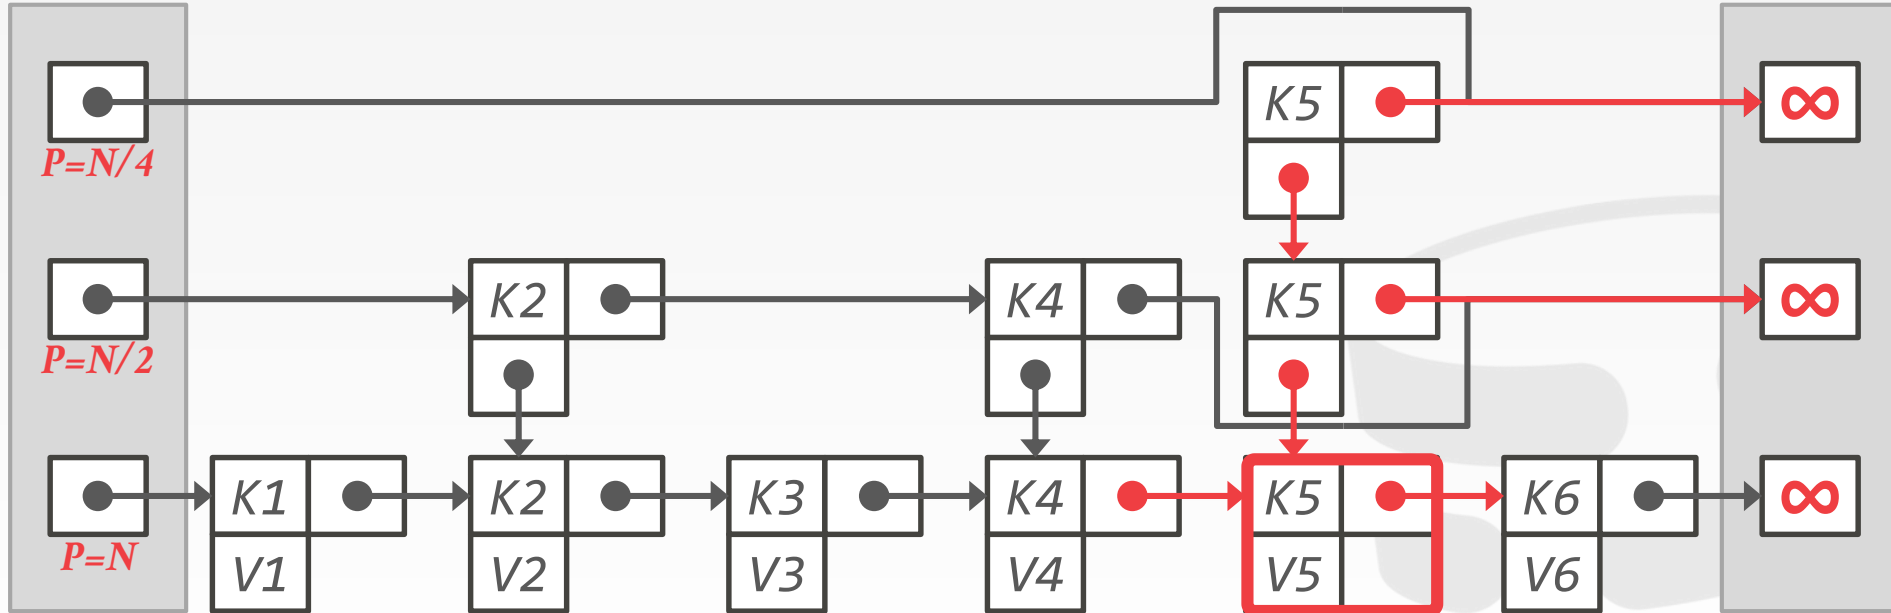 K5 ∞
P=N/4
K2 K4 K5 ∞
P=N/2
K1 K2 K3 K4 K5 K6 ∞
P=N
V1 V2 V3 V4 V5 V6